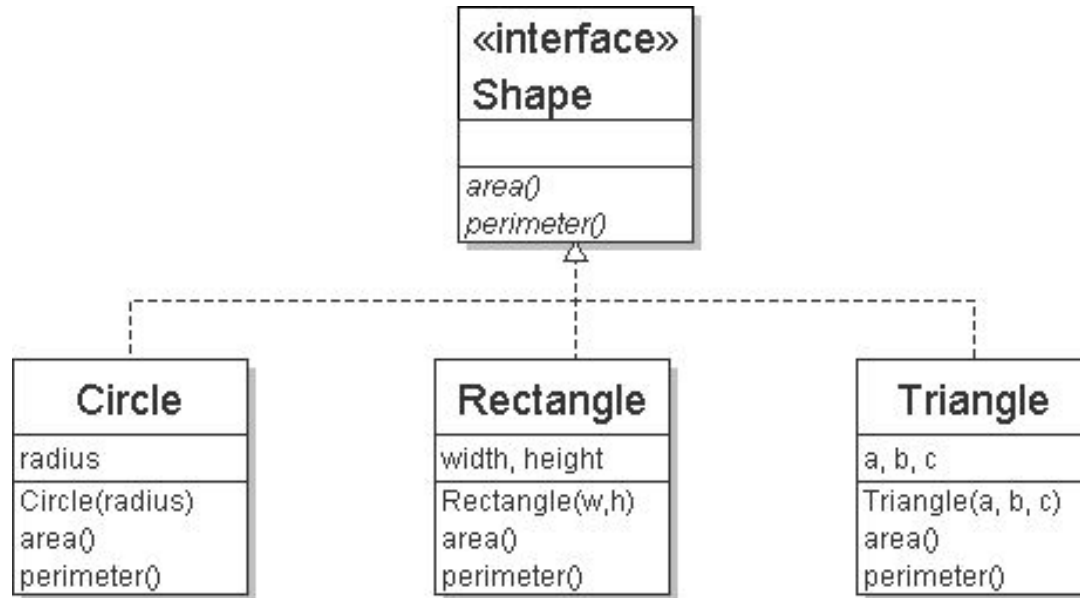 «interface»
Shape
area()
perimeter()
Circle
radius
Circle(radius)
area()
perimeter()
Rectangle
width, height
Rectangle(w,h)
area()
perimeter()
Triangle
a, b, c
Triangle(a, b, c)
area()
perimeter()